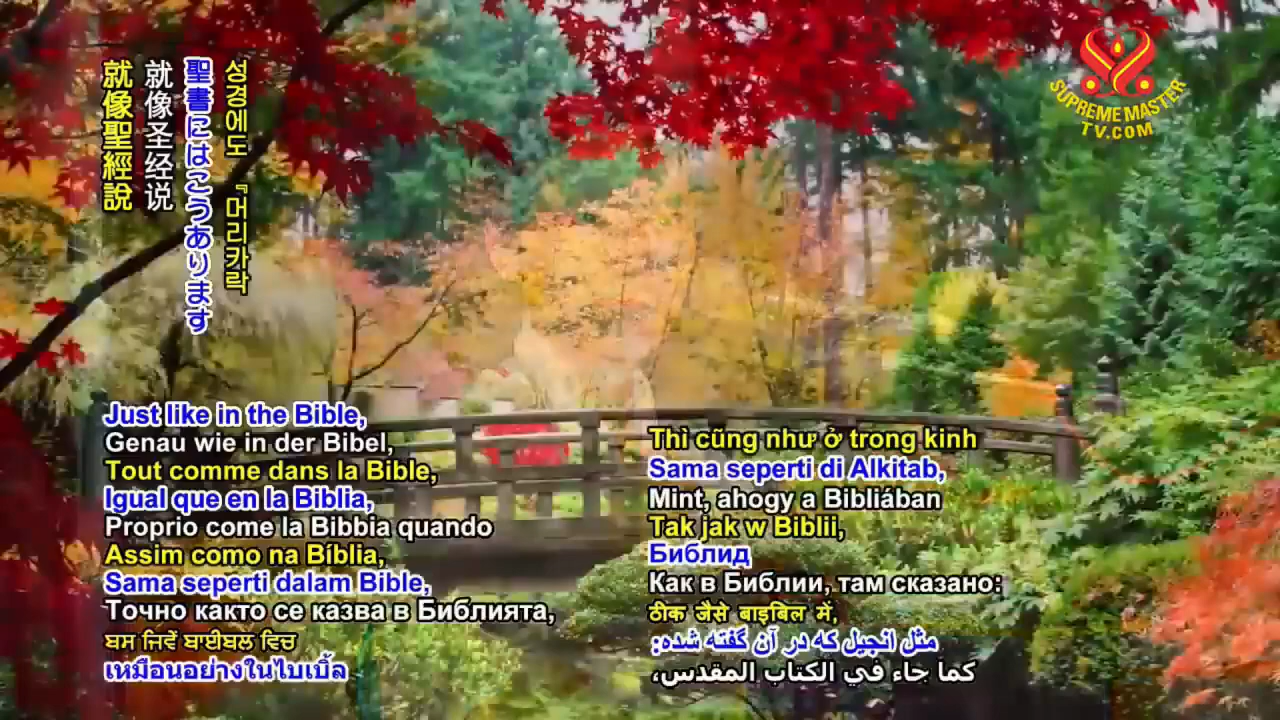 성경에도 『머리카락
聖書にはこうあります
就像圣经说
就像聖經說
SUPREME MASTER
TV.COM
Just like in the Bible,
Genau wie in der Bibel,
Tout comme dans la Bible,
Igual que en la Biblia,
Proprio come la Bibbia quando
Assim como na Bíblia,
Sama seperti dalam Bible,
Точно както се казва в Библията,
ਬਸ ਜਿਵੇਂ ਬਾਈਬਲ ਵਿਚ
เหมือนอย่างในไบเบิ้ล
Thì cũng như ở trong kinh
Sama seperti di Alkitab,
Mint, ahogy a Bibliában
Tak jak w Biblii,
Библид
Как в Библии, там сказано:
ठीक जैसे बाइबिल में,
مثل انجیل که در آن گفته شده:
كما جاء في الكتاب المقدس،